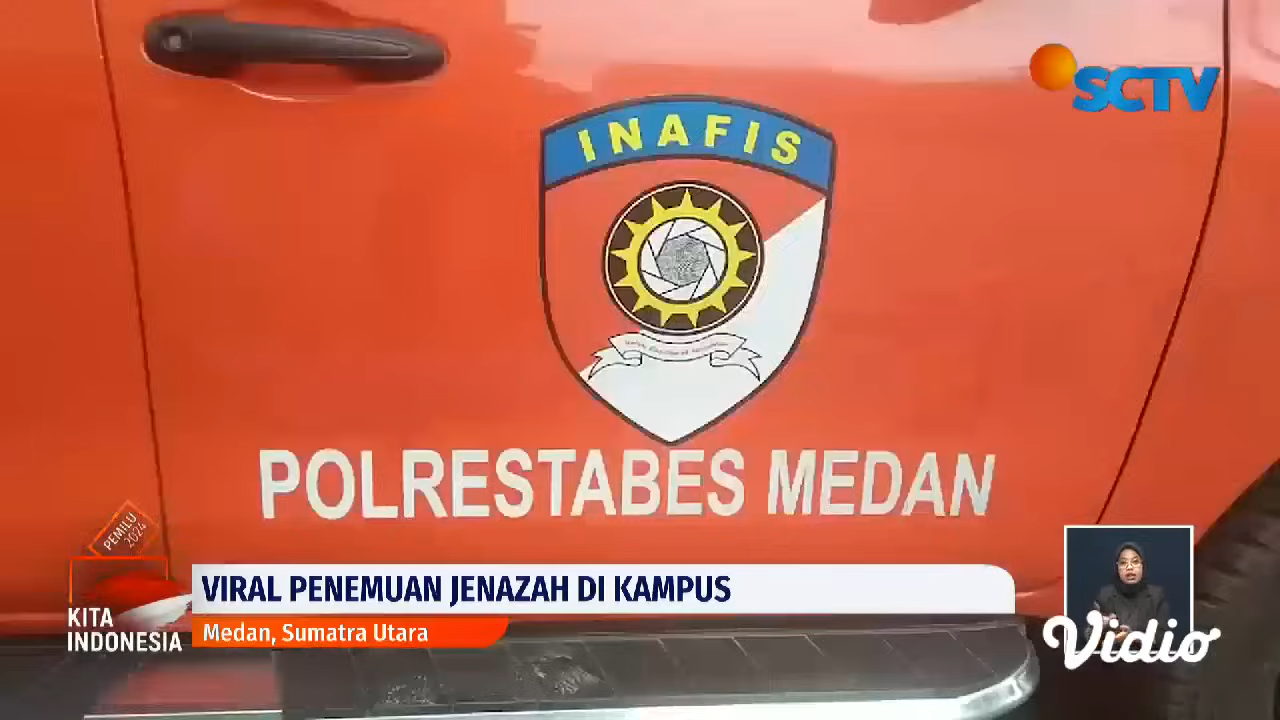 SCTV
INAFIS
POLRESTABES MEDAN
PEMILU
2024
KITA
INDONESIA
VIRAL PENEMUAN JENAZAH DI KAMPUS
Medan, Sumatra Utara
Vidio